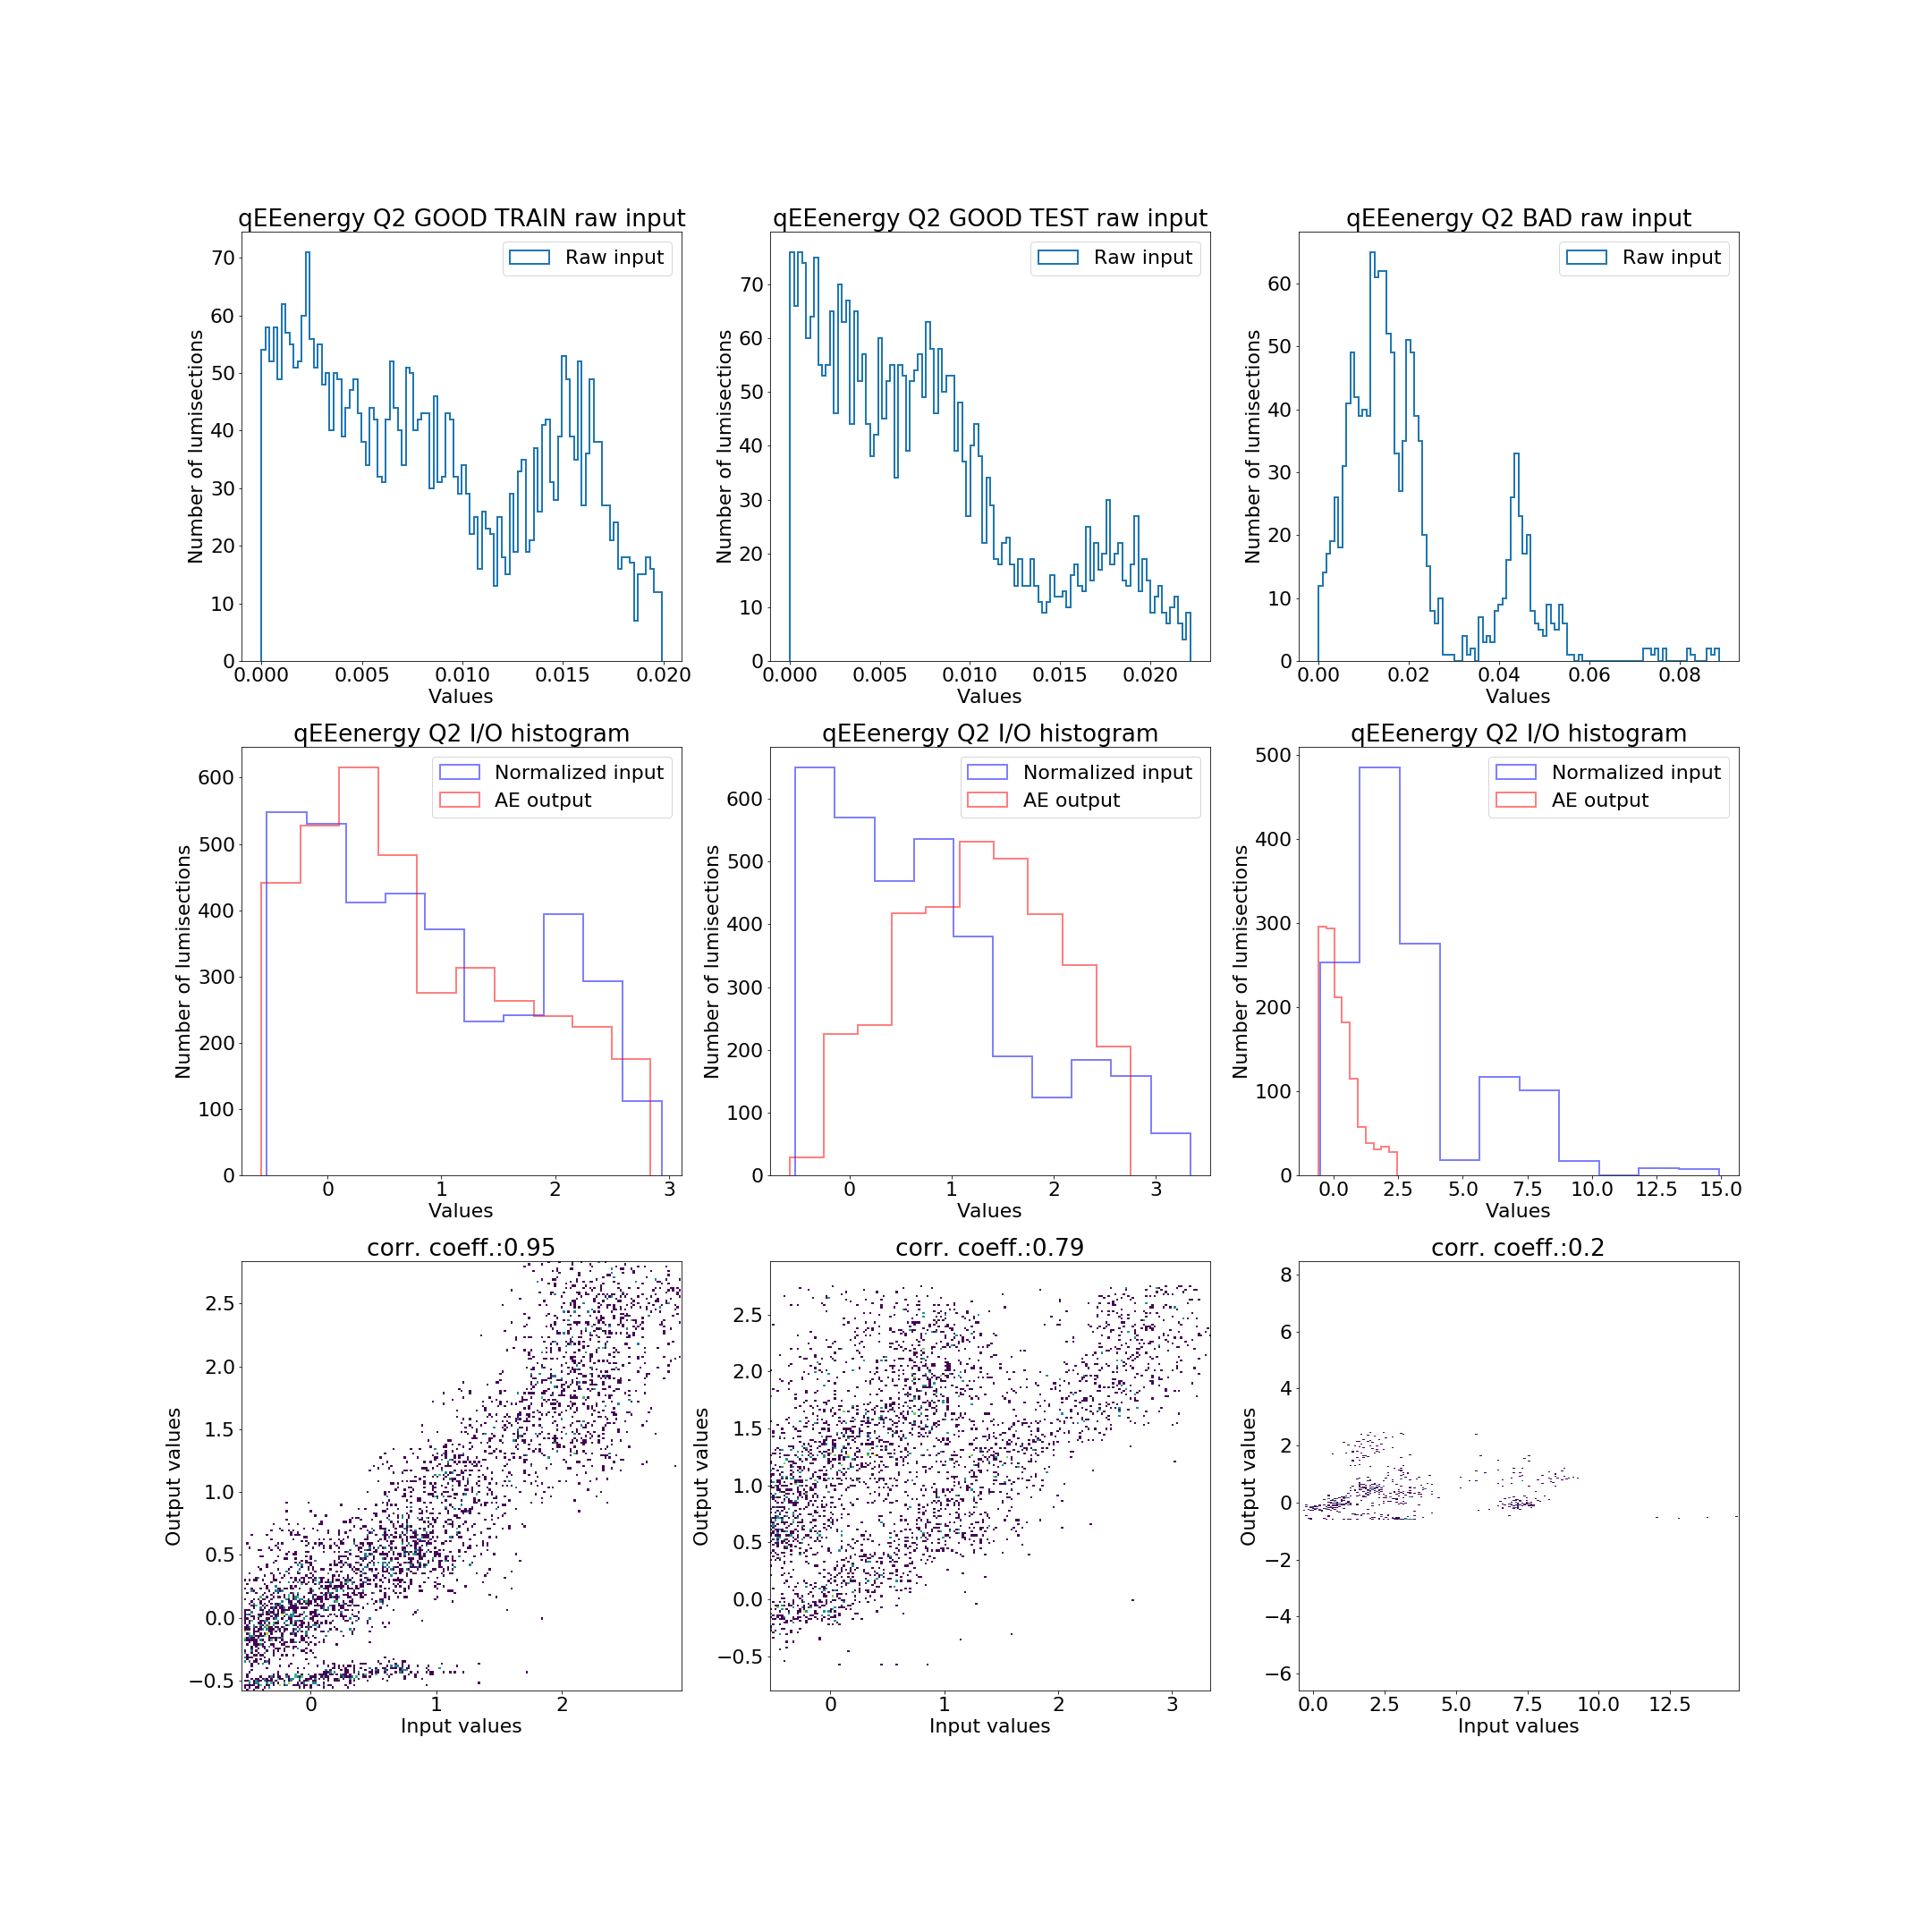 qEEenergy Q2 GOOD TRAIN raw input
Raw input
Number of lumisections
70
60
50
40
30
20
10
0
0.000 0.005 0.010 0.015 0.020
Values
qEEenergy Q2 GOOD TEST raw input
Raw input
Number of lumisections
70
60
50
40
30
20
10
0
0.000 0.005 0.010 0.015 0.020
Values
qEEenergy Q2 BAD raw input
Raw input
Number of lumisections
60
50
40
30
20
10
0
0.00 0.02 0.04 0.06 0.08
Values
qEEenergy Q2 I/O histogram
Normalized input
AE output
Number of lumisections
600
500
400
300
200
100
0
0 1 2 3
Values
qEEenergy Q2 I/O histogram
Normalized input
AE output
Number of lumisections
600
500
400
300
200
100
0
0 1 2 3
Values
qEEenergy Q2 I/O histogram
Normalized input
AE output
Number of lumisections
500
400
300
200
100
0
0.0 2.5 5.0 7.5 10.0 12.5 15.0
Values
corr. coeff.:0.95
Output values
2.5
2.0
1.5
1.0
0.5
0.0
−0.5
0 1 2
Input values
corr. coeff.:0.79
Output values
2.5
2.0
1.5
1.0
0.5
0.0
−0.5
0 1 2 3
Input values
corr. coeff.:0.2
Output values
8
6
4
2
0
−2
−4
−6
0.0 2.5 5.0 7.5 10.0 12.5
Input values